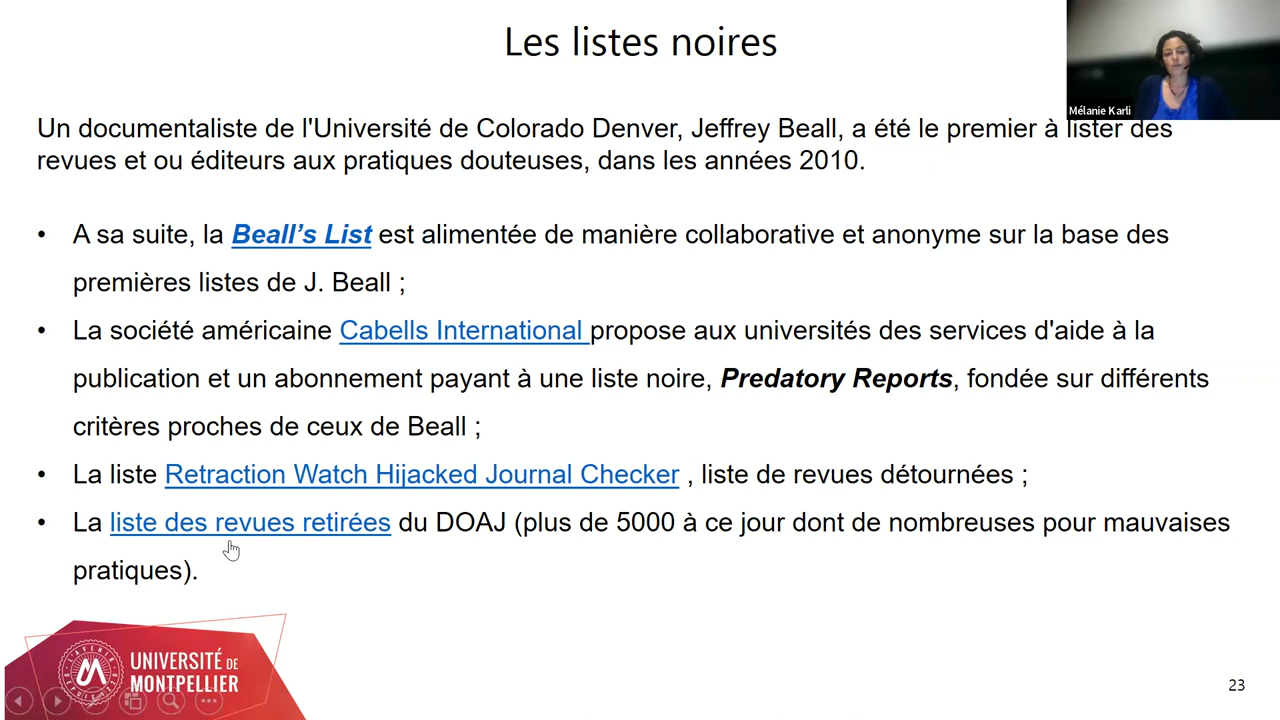 Les listes noires
Mélanie Karli
Un documentaliste de l'Université de Colorado Denver, Jeffrey Beall, a été le premier à lister des
revues et ou éditeurs aux pratiques douteuses, dans les années 2010.
• A sa suite, la Beall’s List est alimentée de manière collaborative et anonyme sur la base des
premières listes de J. Beall ;
• La société américaine Cabells International propose aux universités des services d'aide à la
publication et un abonnement payant à une liste noire, Predatory Reports, fondée sur différents
critères proches de ceux de Beall ;
• La liste Retraction Watch Hijacked Journal Checker , liste de revues détournées ;
• La liste des revues retirées du DOAJ (plus de 5000 à ce jour dont de nombreuses pour mauvaises
pratiques).
UNIVERSITÉ DE
MONTPELLIER
23